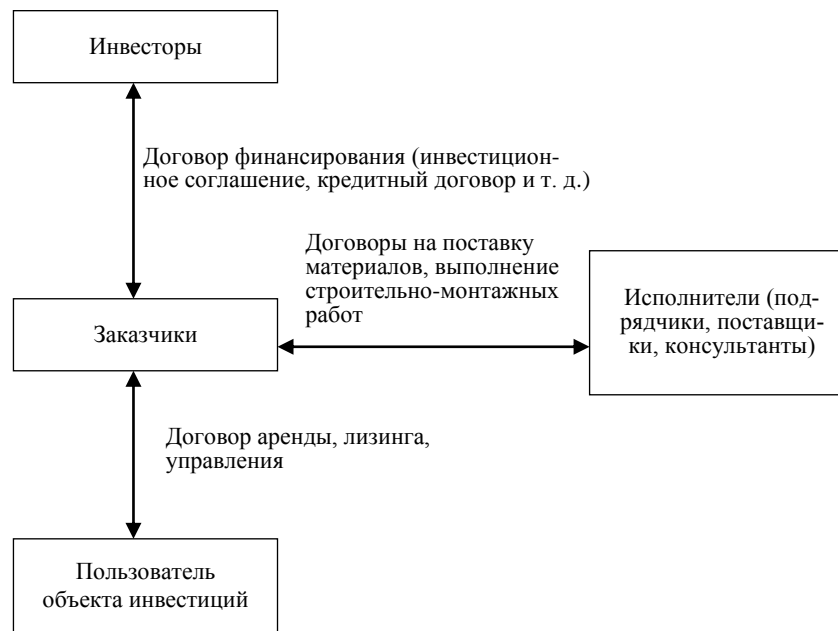 Инвесторы
Договор финансирования (инвестицион-
ное соглашение, кредитный договор и т. д.)
Договоры на поставку
материалов, выполнение
строительно-монтажных
работ
Заказчики
Исполнители (под-
рядчики, поставщи-
ки, консультанты)
Договор аренды, лизинга,
управления
Пользователь
объекта инвестиций